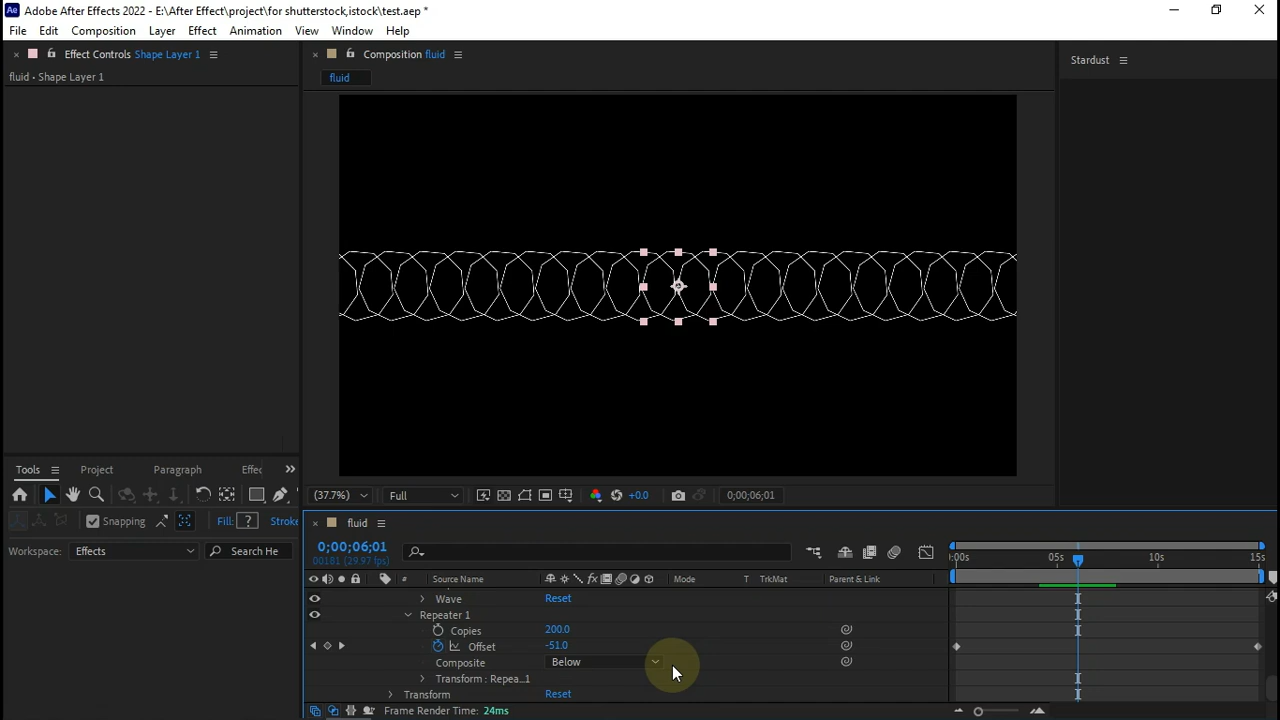 Adobe After Effects 2022 - E:\After Effect\project\for shutterstock,istock\test.aep *
File Edit Composition Layer Effect Animation View Window Help
Effect Controls Shape Layer 1
Composition fluid
Stardust
fluid • Shape Layer 1
fluid
(37.7%) Full +0.0 0;00;06;01
Tools Project Paragraph Effec
Snapping Fill: ? Stroke
Workspace: Effects Search He
fluid
0;00;06;01
00181 (29.97 fps)
:00s 05s 10s 15s
# Source Name Mode T TrkMat Parent & Link
Wave Reset
Repeater 1
Copies 200.0
Offset -51.0
Composite Below
Transform : Repea...1
Transform Reset
Frame Render Time: 24ms